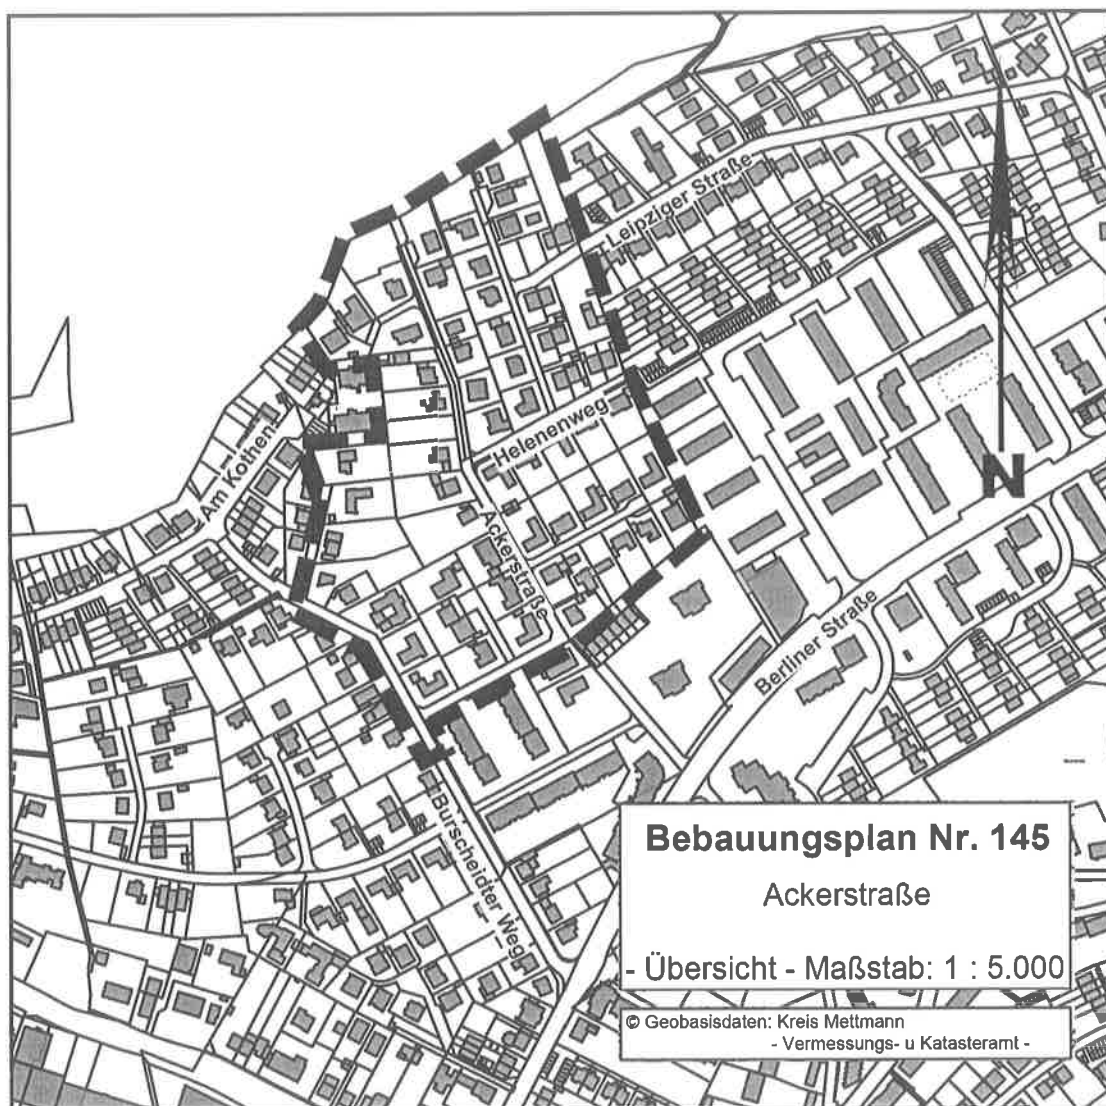 Leipziger Straße
Helenenweg
Am Kothen
Ackerstraße
N
Berliner Straße
Burscheidter Weg
Bebauungsplan Nr. 145
Ackerstraße
- Übersicht - Maßstab: 1 : 5.000
© Geobasisdaten: Kreis Mettmann
- Vermessungs- u Katasteramt -